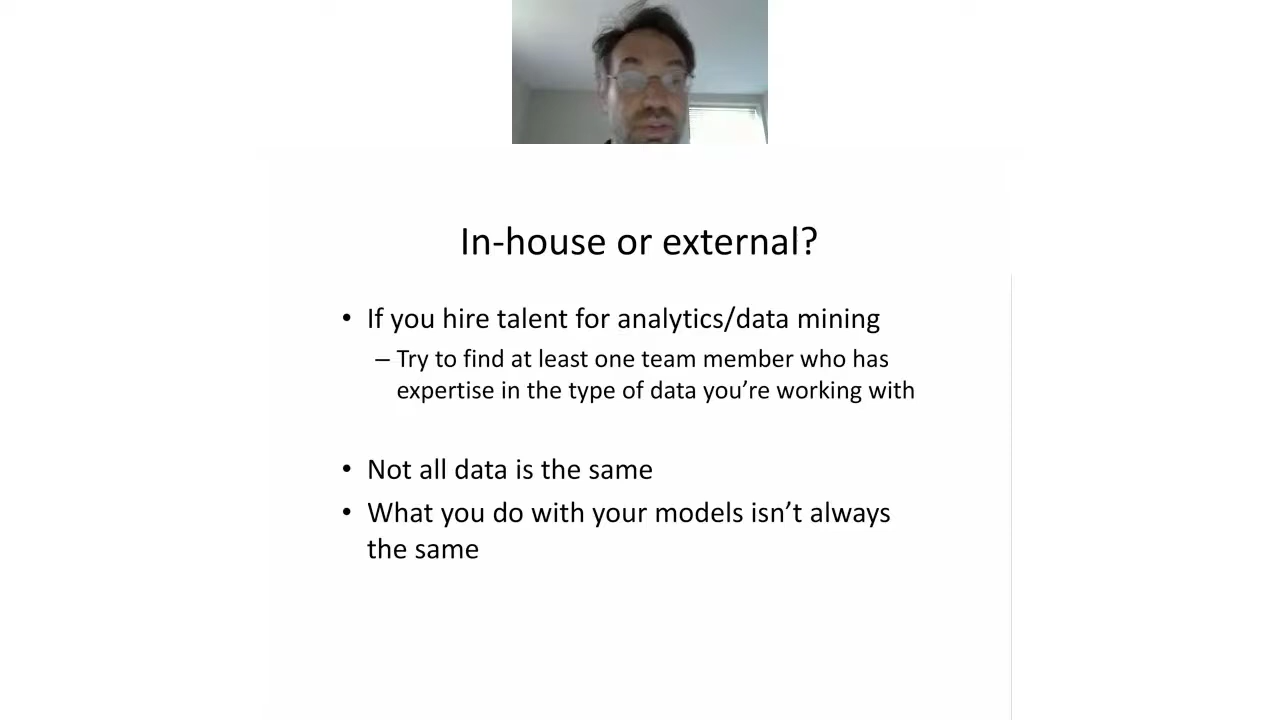 In-house or external?
• If you hire talent for analytics/data mining
– Try to find at least one team member who has
expertise in the type of data you’re working with
• Not all data is the same
• What you do with your models isn’t always
the same